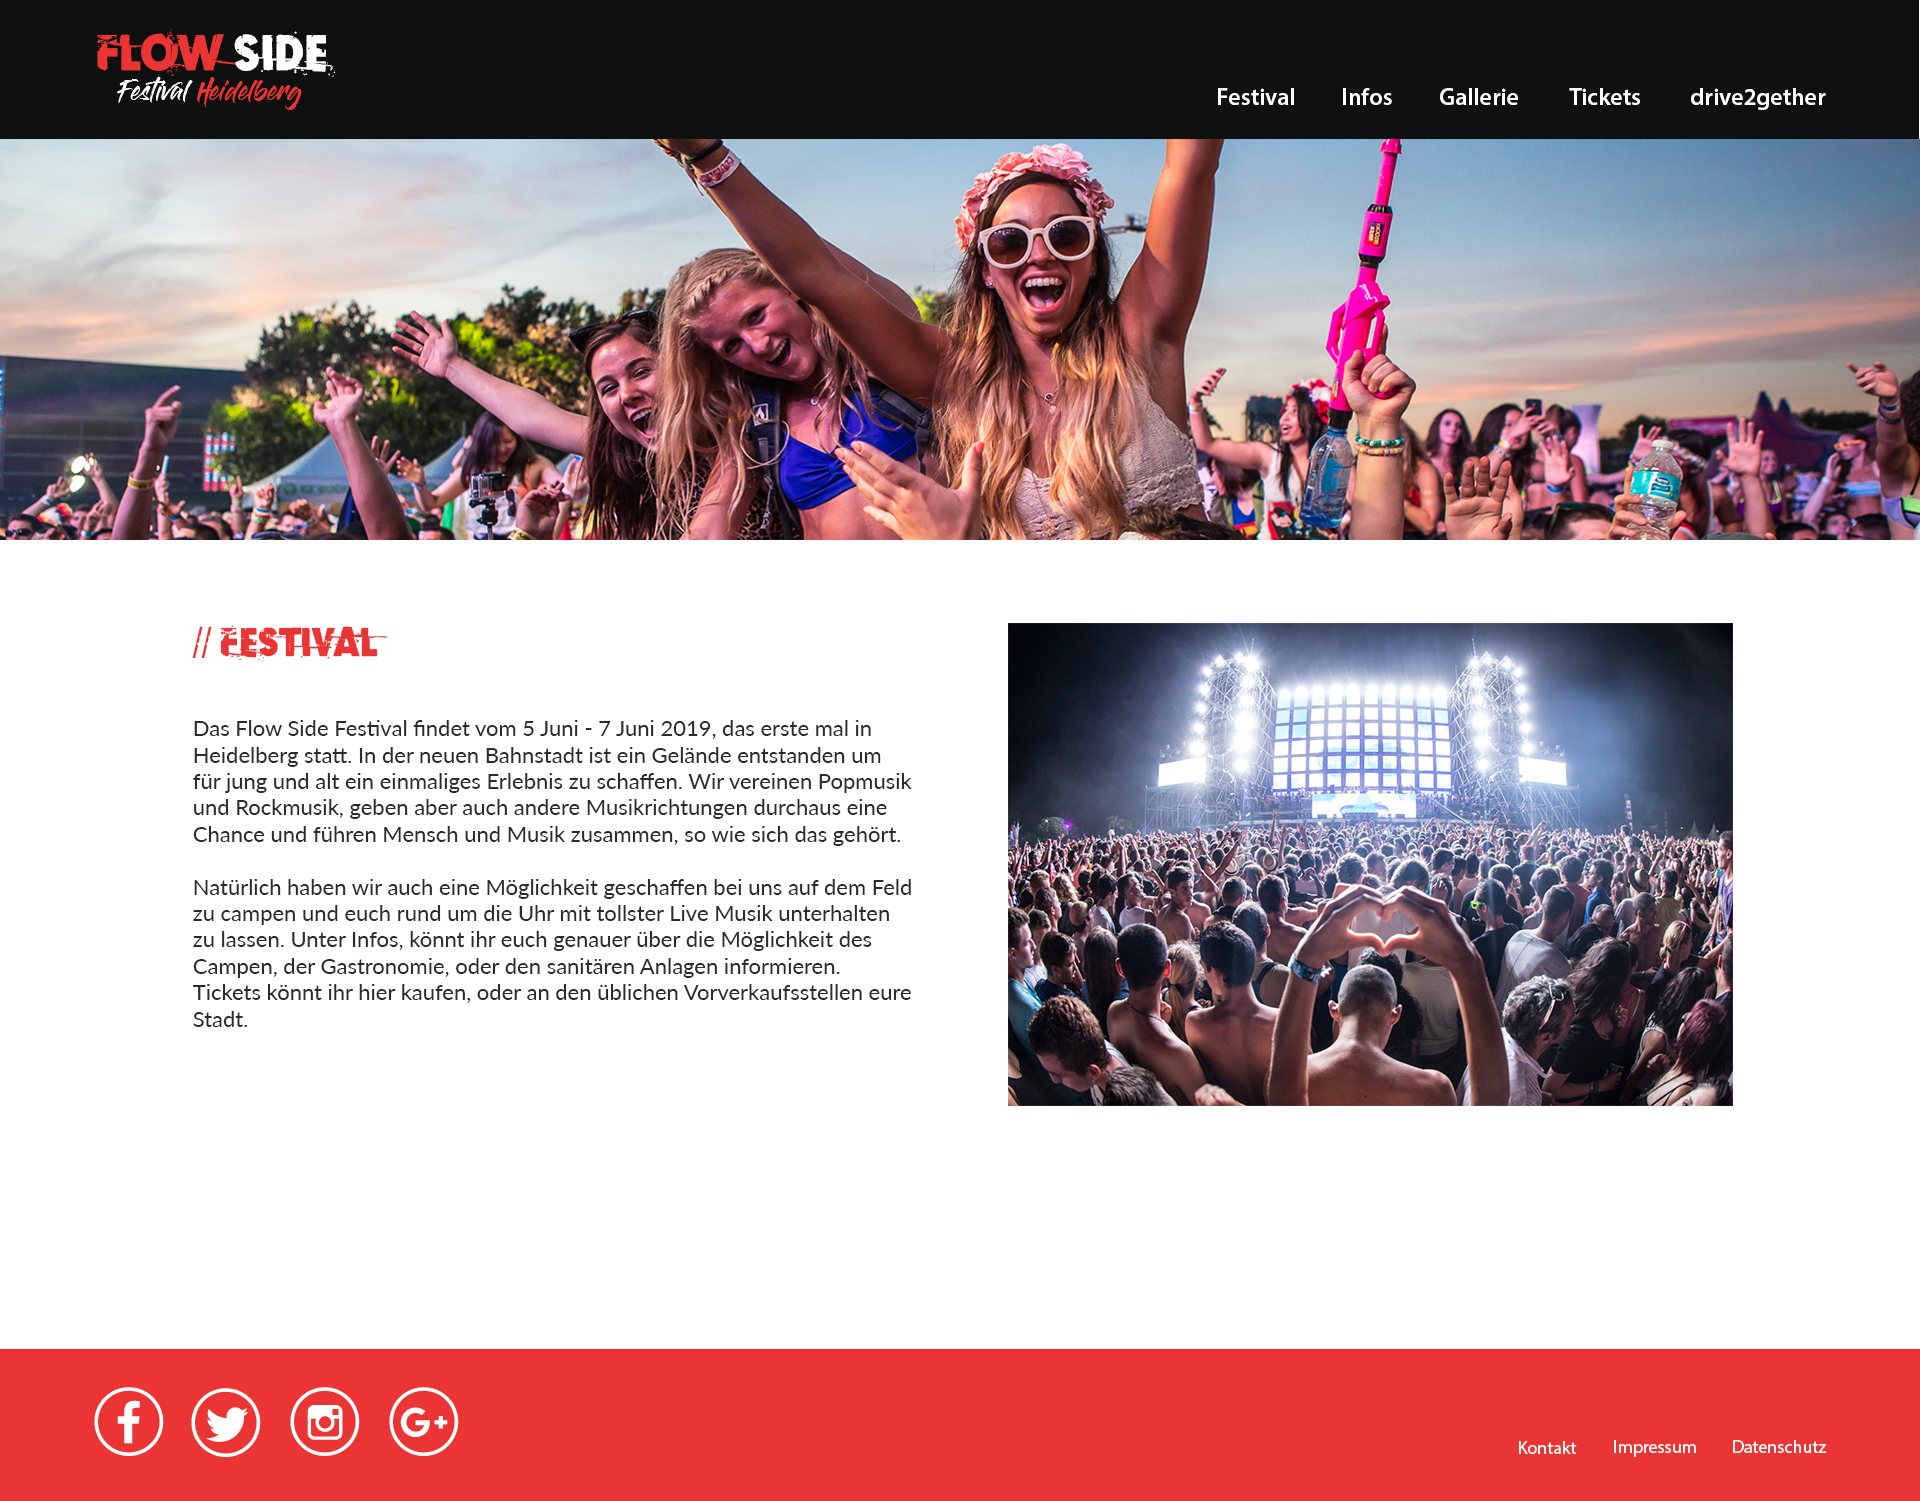 FLOW SIDE
Festival Heidelberg
Festival Infos Gallerie Tickets drive2gether
// FESTIVAL
Das Flow Side Festival findet vom 5 Juni - 7 Juni 2019, das erste mal in
Heidelberg statt. In der neuen Bahnstadt ist ein Gelände entstanden um
für jung und alt ein einmaliges Erlebnis zu schaffen. Wir vereinen Popmusik
und Rockmusik, geben aber auch andere Musikrichtungen durchaus eine
Chance und führen Mensch und Musik zusammen, so wie sich das gehört.
Natürlich haben wir auch eine Möglichkeit geschaffen bei uns auf dem Feld
zu campen und euch rund um die Uhr mit tollster Live Musik unterhalten
zu lassen. Unter Infos, könnt ihr euch genauer über die Möglichkeit des
Campen, der Gastronomie, oder den sanitären Anlagen informieren.
Tickets könnt ihr hier kaufen, oder an den üblichen Vorverkaufsstellen eure
Stadt.
Kontakt Impressum Datenschutz